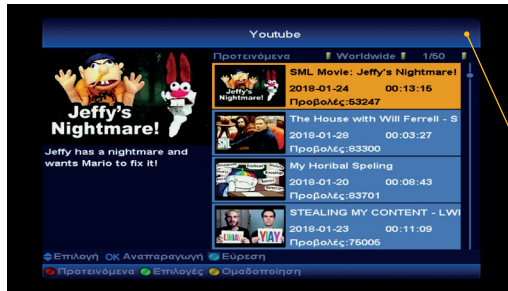 Youtube
Προτεινόμενα Worldwide 1/50
Jeffy's Nightmare!
Jeffy has a nightmare and
wants Mario to fix it!
SML Movie: Jeffy's Nightmare!
2018-01-24 00:13:16
Προβολές:53247
The House with Will Ferrell - S
2018-01-28 00:03:27
Προβολές:83300
My Horibal Speling
2018-01-20 00:08:43
Προβολές:83701
STEALING MY CONTENT - LWI
2018-01-23 00:11:09
Προβολές:75005
Επιλογή OK Αναπαραγωγή Εύρεση
Προτεινόμενα Επιλογές Ομαδοποίηση